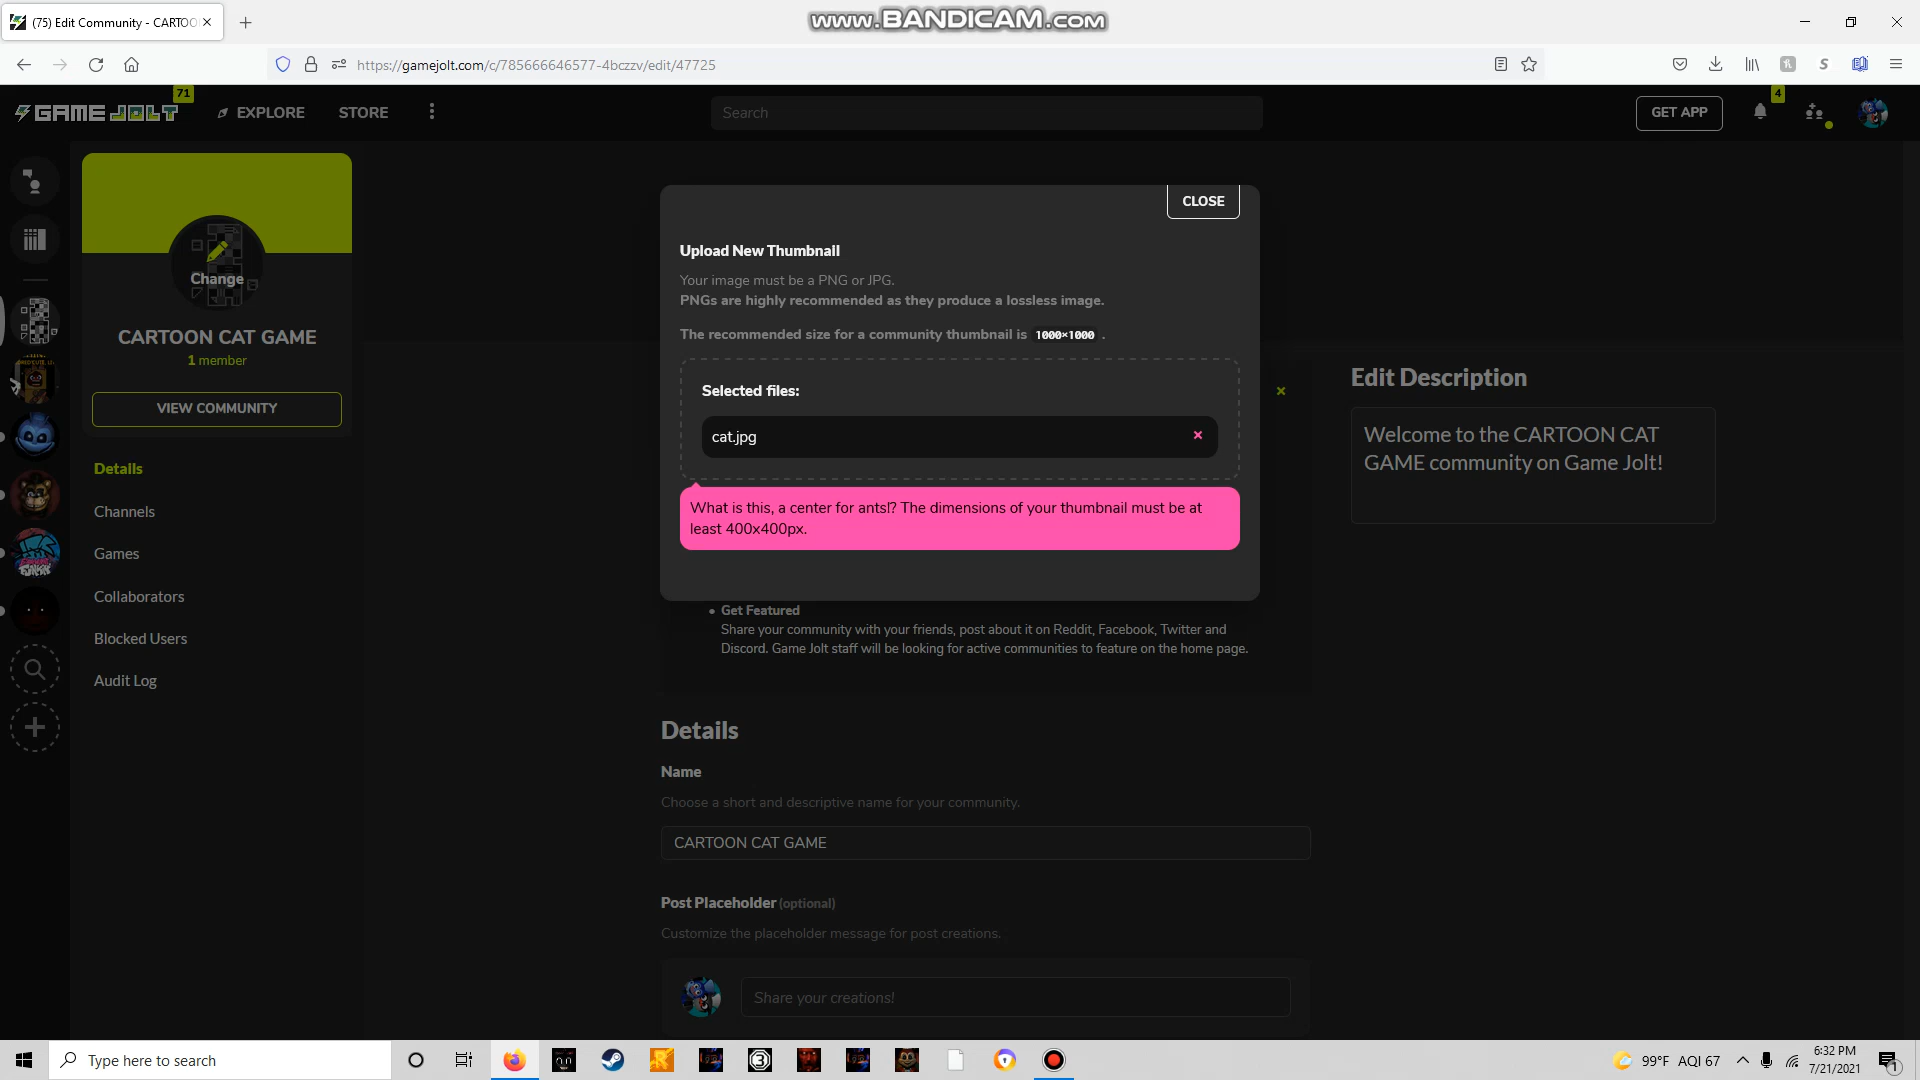 (75) Edit Community - CARTOO
www.BANDICAM.com
https://gamejolt.com/c/785666646577-4bczzv/edit/47725
GAME JOLT
71
EXPLORE
STORE
Search
GET APP
4
Change
CARTOON CAT GAME
1 member
VIEW COMMUNITY
Details
Channels
Games
Collaborators
Blocked Users
Audit Log
CLOSE
Upload New Thumbnail
Your image must be a PNG or JPG.
PNGs are highly recommended as they produce a lossless image.
The recommended size for a community thumbnail is 1000×1000 .
Selected files:
cat.jpg
What is this, a center for ants!? The dimensions of your thumbnail must be at
least 400x400px.
• Get Featured
Share your community with your friends, post about it on Reddit, Facebook, Twitter and
Discord. Game Jolt staff will be looking for active communities to feature on the home page.
Edit Description
Welcome to the CARTOON CAT
GAME community on Game Jolt!
Details
Name
Choose a short and descriptive name for your community.
CARTOON CAT GAME
Post Placeholder (optional)
Customize the placeholder message for post creations.
Share your creations!
Type here to search
99°F AQI 67
6:32 PM
7/21/2021
1